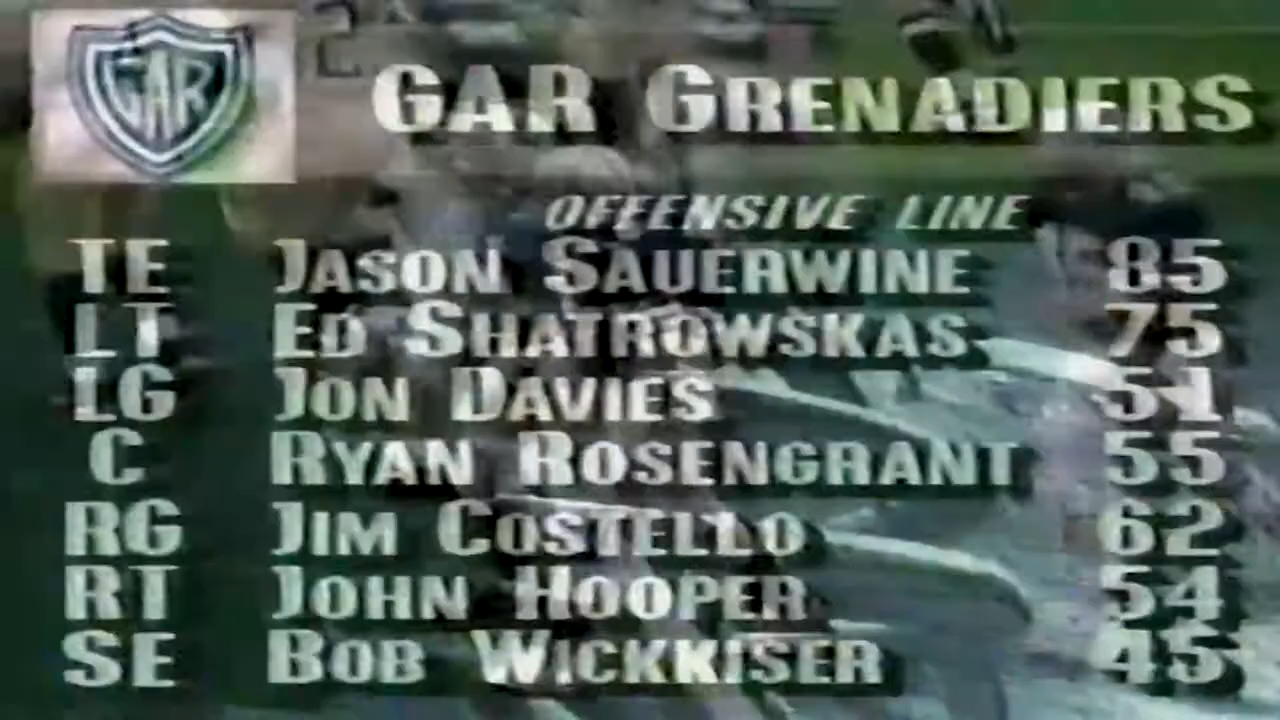 GAR
GAR GRENADIERS
OFFENSIVE LINE
TE JASON SAUERWINE 85
LT ED SHATROWSKAS 75
LG JON DAVIES 51
C RYAN ROSENGRANT 55
RG JIM COSTELLO 62
RT JOHN HOOPER 54
SE BOB WICKKISER 45